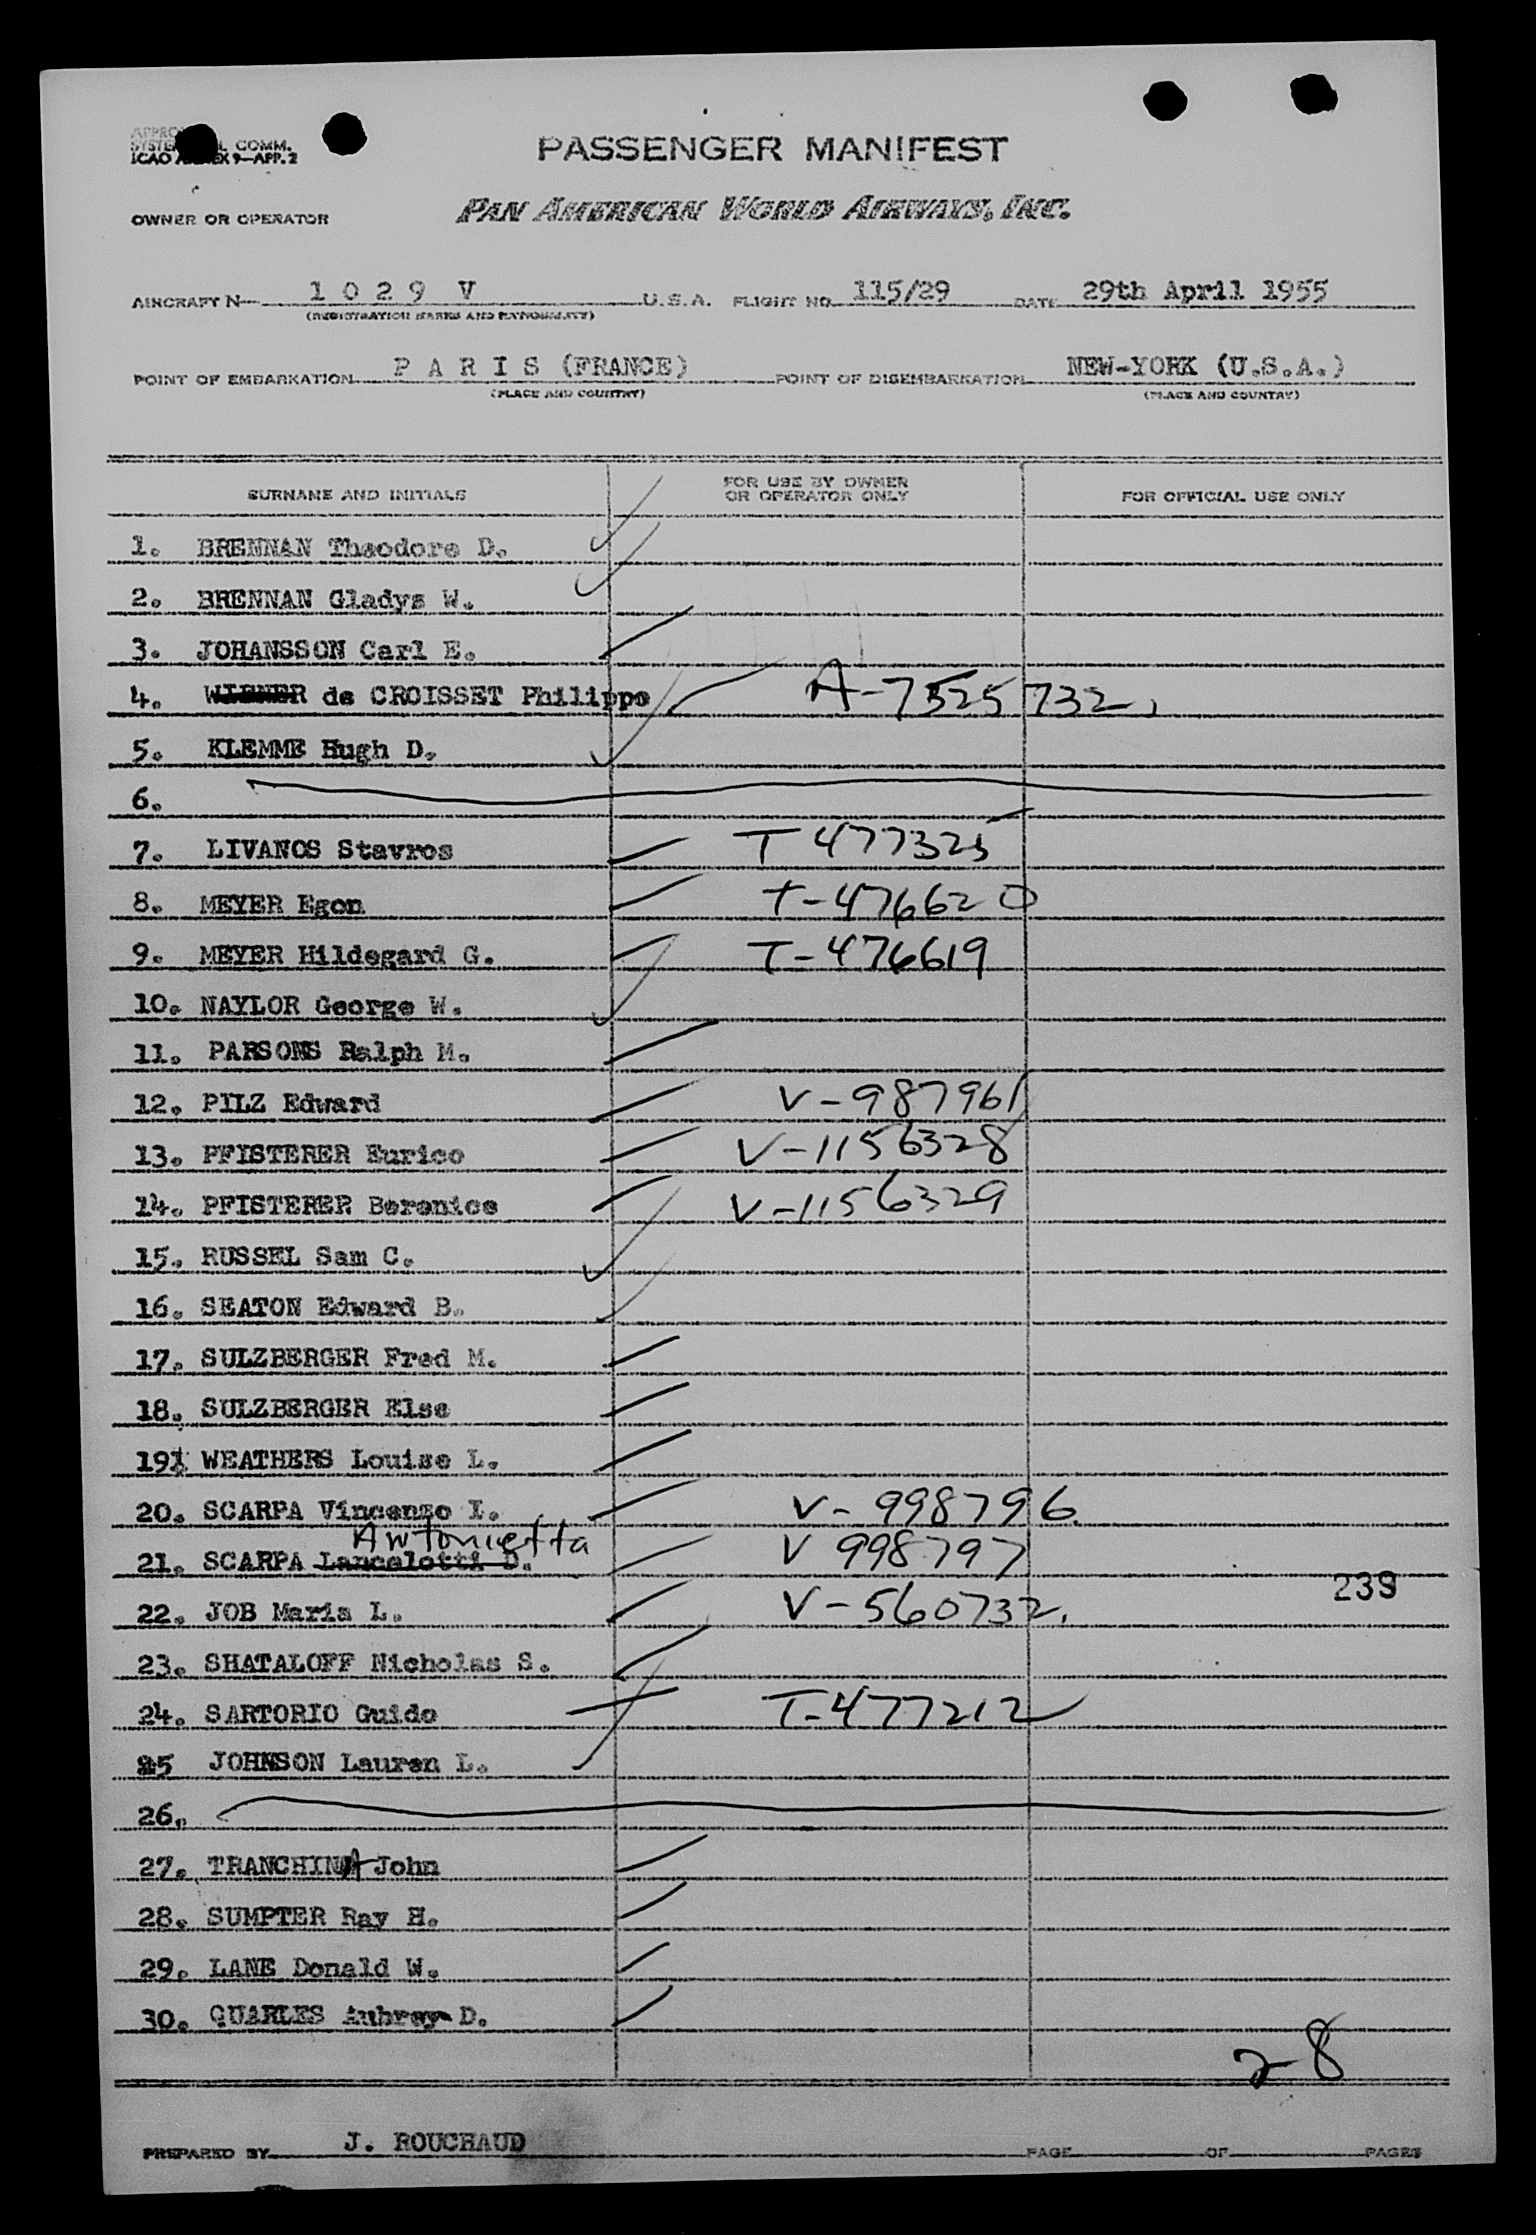 PASSENGER MANIFEST
COMM.
ICAO 9—APP. 2
OWNER OR OPERATOR PAN AMERICAN WORLD AIRWAYS, INC.
AIRCRAFT N— 1 0 2 9 V U.S.A. FLIGHT NO. 115/29 DATE 29th April 1955
(REGISTRATION MARKS AND NATIONALITY)
POINT OF EMBARKATION P A R I S (FRANCE) POINT OF DISEMBARKATION NEW-YORK (U.S.A.)
(PLACE AND COUNTRY) (PLACE AND COUNTRY)
SURNAME AND INITIALS FOR USE BY OWNER OR OPERATOR ONLY FOR OFFICIAL USE ONLY
1. BRENNAN Theodore D.
2. BRENNAN Gladys W.
3. JOHANSSON Carl E.
4. WIENER de CROISSET Philippe A-7525732
5. KLEMME Hugh D.
6.
7. LIVANOS Stavros T 477325
8. MEYER Egon T-476620
9. MEYER Hildegard G. T-476619
10. NAYLOR George W.
11. PARSONS Ralph M.
12. PILZ Edward V-987961
13. PFISTERER Eurico V-1156328
14. PFISTERER Berenice V-1156329
15. RUSSEL Sam C.
16. SEATON Edward B.
17. SULZBERGER Fred M.
18. SULZBERGER Else
19. WEATHERS Louise L.
20. SCARPA Vincenzo I. V-998796
Antonietta
21. SCARPA Lancelotti D. V 998797
239
22. JOB Maria L. V-560732
23. SHATALOFF Nicholas S.
24. SARTORIO Guido T-477212
25 JOHNSON Lauren L.
26.
27. TRANCHINA John
28. SUMPTER Ray H.
29. LANE Donald W.
30. QUARLES Aubrey D.
28
PREPARED BY J. ROUCHAUD PAGE OF PAGES